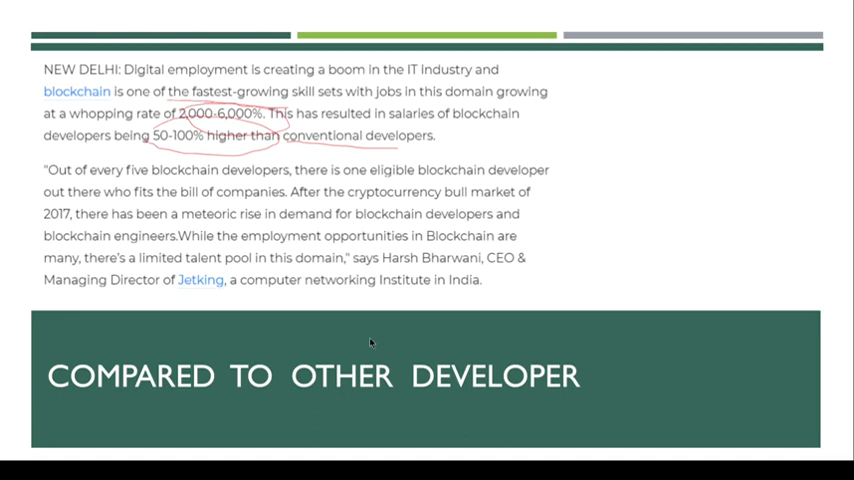 NEW DELHI: Digital employment is creating a boom in the IT industry and
blockchain is one of the fastest-growing skill sets with jobs in this domain growing
at a whopping rate of 2,000-6,000%. This has resulted in salaries of blockchain
developers being 50-100% higher than conventional developers.
"Out of every five blockchain developers, there is one eligible blockchain developer
out there who fits the bill of companies. After the cryptocurrency bull market of
2017, there has been a meteoric rise in demand for blockchain developers and
blockchain engineers.While the employment opportunities in Blockchain are
many, there's a limited talent pool in this domain," says Harsh Bharwani, CEO &
Managing Director of Jetking, a computer networking Institute in India.
COMPARED TO OTHER DEVELOPER